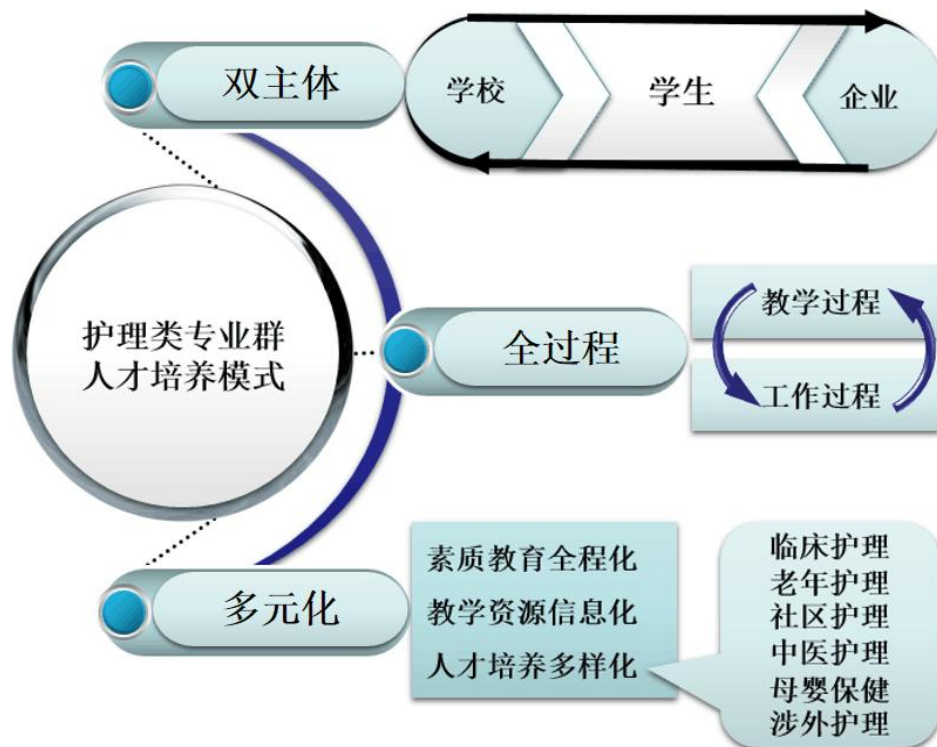 双主体
学校
学生
企业
护理类专业群
人才培养模式
全过程
教学过程
工作过程
多元化
素质教育全程化
教学资源信息化
人才培养多样化
临床护理
老年护理
社区护理
中医护理
母婴保健
涉外护理